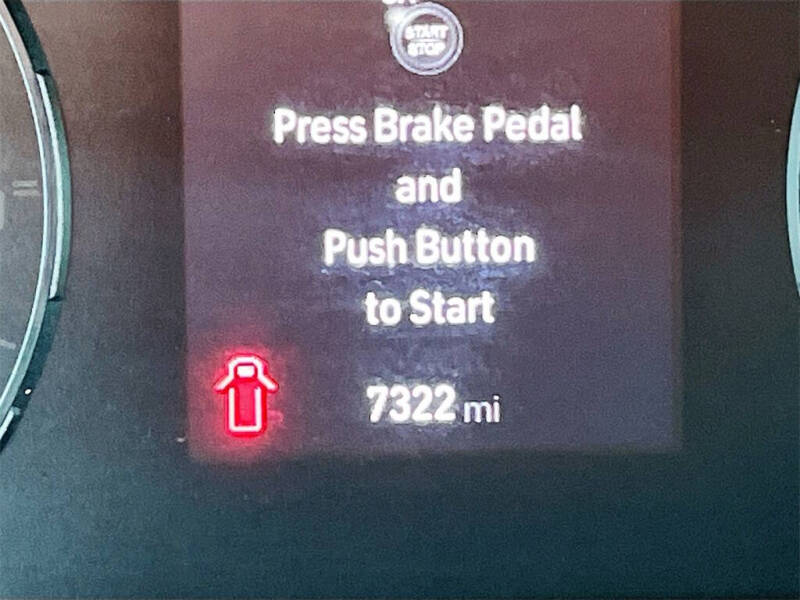 START
STOP
Press Brake Pedal
and
Push Button
to Start
7322 mi